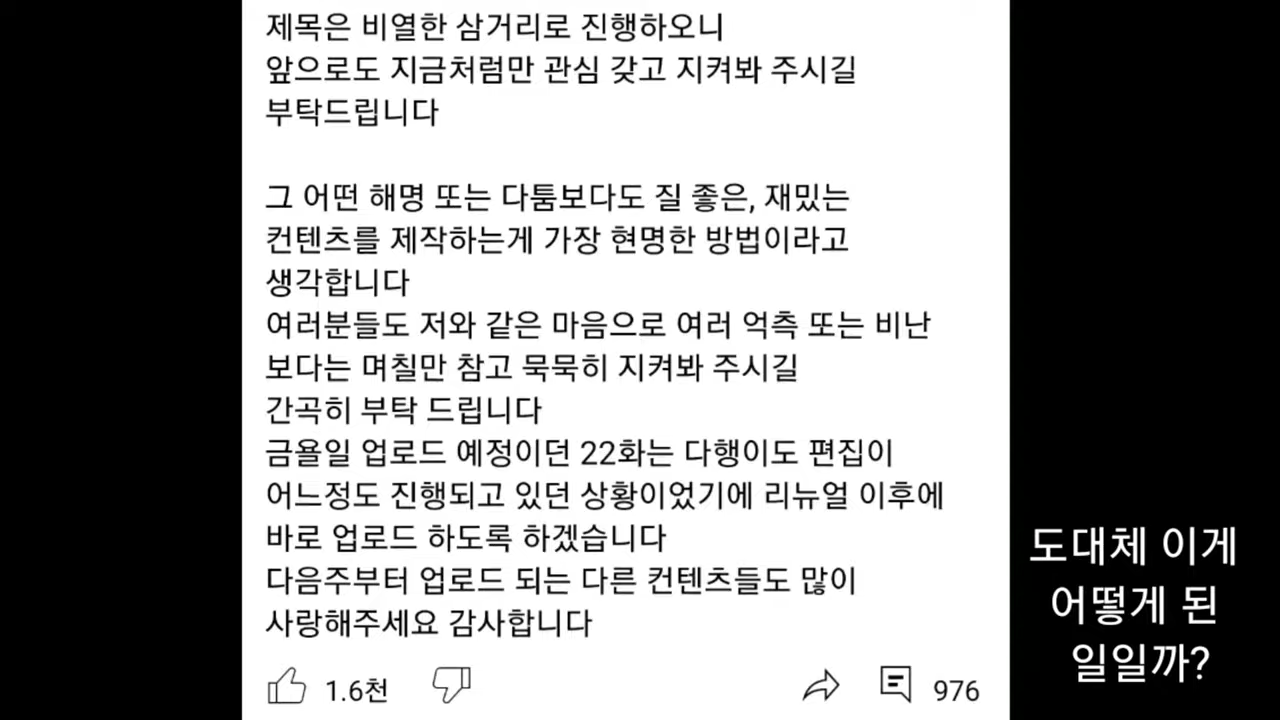 제목은 비열한 삼거리로 진행하오니
앞으로도 지금처럼만 관심 갖고 지켜봐 주시길
부탁드립니다
그 어떤 해명 또는 다툼보다도 질 좋은, 재밌는
컨텐츠를 제작하는게 가장 현명한 방법이라고
생각합니다
여러분들도 저와 같은 마음으로 여러 억측 또는 비난
보다는 며칠만 참고 묵묵히 지켜봐 주시길
간곡히 부탁 드립니다
금욜일 업로드 예정이던 22화는 다행이도 편집이
어느정도 진행되고 있던 상황이었기에 리뉴얼 이후에
바로 업로드 하도록 하겠습니다
다음주부터 업로드 되는 다른 컨텐츠들도 많이
사랑해주세요 감사합니다
1.6천
976
도대체 이게
어떻게 된
일일까?